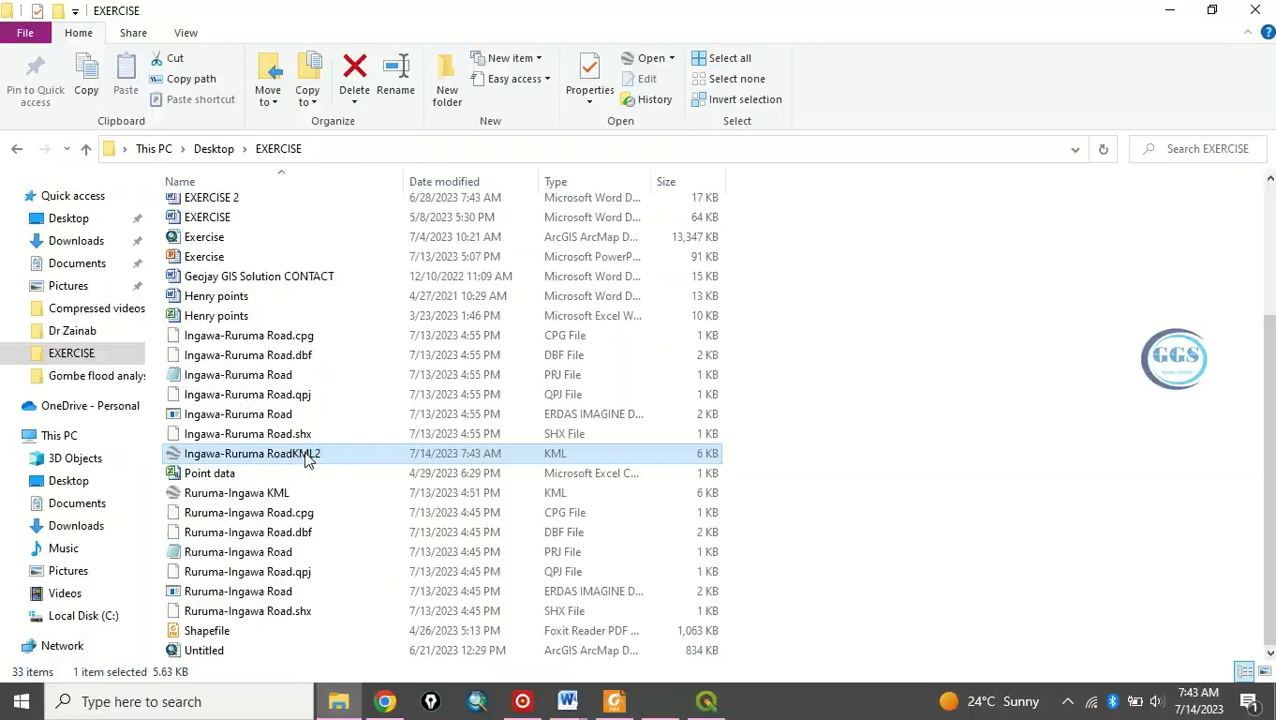 EXERCISE
File Home Share View
Pin to Quick access
Copy
Paste
Cut
Copy path
Paste shortcut
Clipboard
Move to
Copy to
Delete
Rename
Organize
New folder
New item
Easy access
New
Properties
Open
Edit
History
Open
Select all
Select none
Invert selection
Select
This PC Desktop EXERCISE
Search EXERCISE
Name Date modified Type Size
Quick access
Desktop
Downloads
Documents
Pictures
Compressed videos
Dr Zainab
EXERCISE
Gombe flood analys
OneDrive - Personal
This PC
3D Objects
Desktop
Documents
Downloads
Music
Pictures
Videos
Local Disk (C:)
Network
EXERCISE 2 6/28/2023 7:43 AM Microsoft Word D... 17 KB
EXERCISE 5/8/2023 5:30 PM Microsoft Word D... 64 KB
Exercise 7/4/2023 10:21 AM ArcGIS ArcMap D... 13,347 KB
Exercise 7/13/2023 5:07 PM Microsoft PowerP... 91 KB
Geojay GIS Solution CONTACT 12/10/2022 11:09 AM Microsoft Word D... 15 KB
Henry points 4/27/2021 10:29 AM Microsoft Word D... 13 KB
Henry points 3/23/2023 1:46 PM Microsoft Excel W... 10 KB
Ingawa-Ruruma Road.cpg 7/13/2023 4:55 PM CPG File 1 KB
Ingawa-Ruruma Road.dbf 7/13/2023 4:55 PM DBF File 2 KB
Ingawa-Ruruma Road 7/13/2023 4:55 PM PRJ File 1 KB
Ingawa-Ruruma Road.qpj 7/13/2023 4:55 PM QPJ File 1 KB
Ingawa-Ruruma Road 7/13/2023 4:55 PM ERDAS IMAGINE D... 2 KB
Ingawa-Ruruma Road.shx 7/13/2023 4:55 PM SHX File 1 KB
Ingawa-Ruruma RoadKML2 7/14/2023 7:43 AM KML 6 KB
Point data 4/29/2023 6:29 PM Microsoft Excel C... 1 KB
Ruruma-Ingawa KML 7/13/2023 4:51 PM KML 6 KB
Ruruma-Ingawa Road.cpg 7/13/2023 4:45 PM CPG File 1 KB
Ruruma-Ingawa Road.dbf 7/13/2023 4:45 PM DBF File 2 KB
Ruruma-Ingawa Road 7/13/2023 4:45 PM PRJ File 1 KB
Ruruma-Ingawa Road.qpj 7/13/2023 4:45 PM QPJ File 1 KB
Ruruma-Ingawa Road 7/13/2023 4:45 PM ERDAS IMAGINE D... 2 KB
Ruruma-Ingawa Road.shx 7/13/2023 4:45 PM SHX File 1 KB
Shapefile 4/26/2023 5:13 PM Foxit Reader PDF ... 1,063 KB
Untitled 6/21/2023 12:29 PM ArcGIS ArcMap D... 834 KB
GGS
33 items 1 item selected 5.63 KB
Type here to search
24°C Sunny
7:43 AM
7/14/2023
1